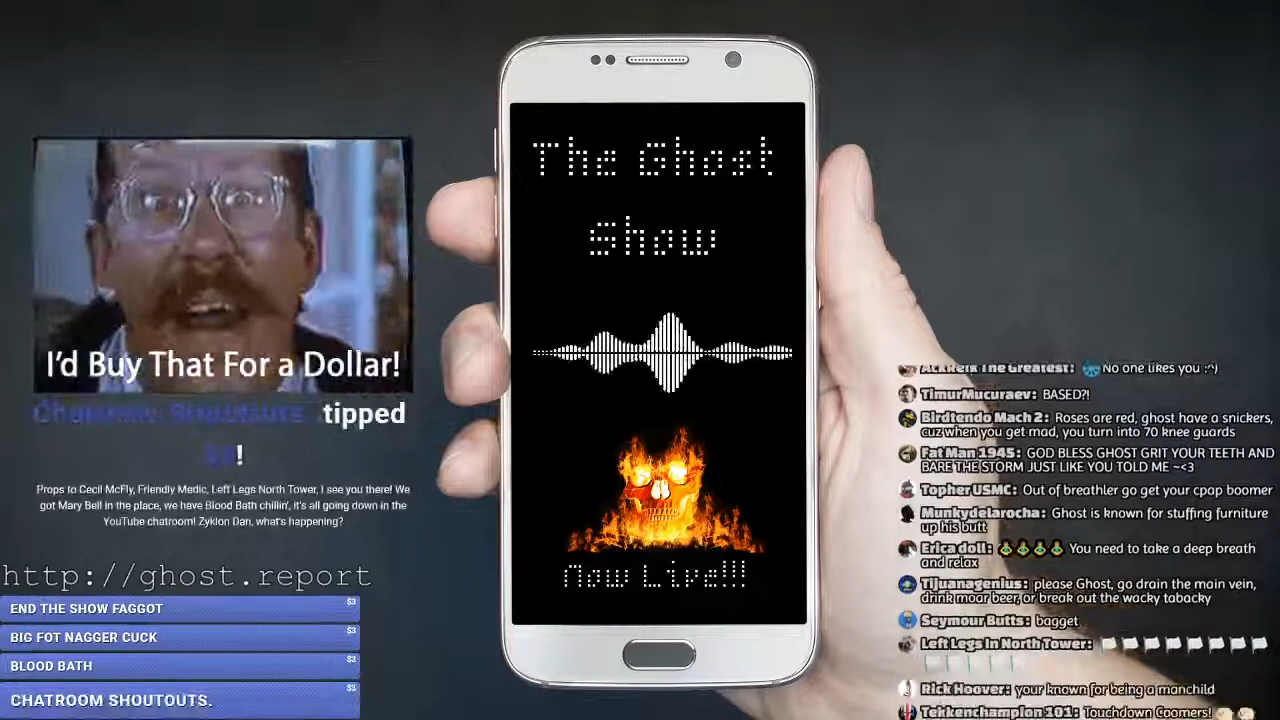 The Ghost
Show
Now Live!!!
I'd Buy That For a Dollar!
Chatroom Shoutouts. tipped
$3!
Props to Cecil McFly, Friendly Medic, Left Legs North Tower, I see you there! We
got Mary Bell in the place, we have Blood Bath chillin', it's all going down in the
YouTube chatroom! Zyklon Dan, what's happening?
http://ghost.report
END THE SHOW FAGGOT $3
BIG FOT NAGGER CUCK $3
BLOOD BATH $2
CHATROOM SHOUTOUTS. $3
The Greatest: No one likes you :^)
TimurMucuraev: BASED?!
Birdtendo Mach 2: Roses are red, ghost have a snickers,
cuz when you get mad, you turn into 70 knee guards
Fat Man 1945: GOD BLESS GHOST GRIT YOUR TEETH AND
BARE THE STORM JUST LIKE YOU TOLD ME ~<3
Topher USMC: Out of breathler go get your cpap boomer
Munkydelarocha: Ghost is known for stuffing furniture
up his butt
Erica doll: You need to take a deep breath
and relax
Tijuanagenius: please Ghost, go drain the main vein,
drink moar beer, or break out the wacky tabacky
Seymour Butts: bagget
Left Legs In North Tower:
Rick Hoover: your known for being a manchild
Tekkenchampion 101: Touchdown Coomers!